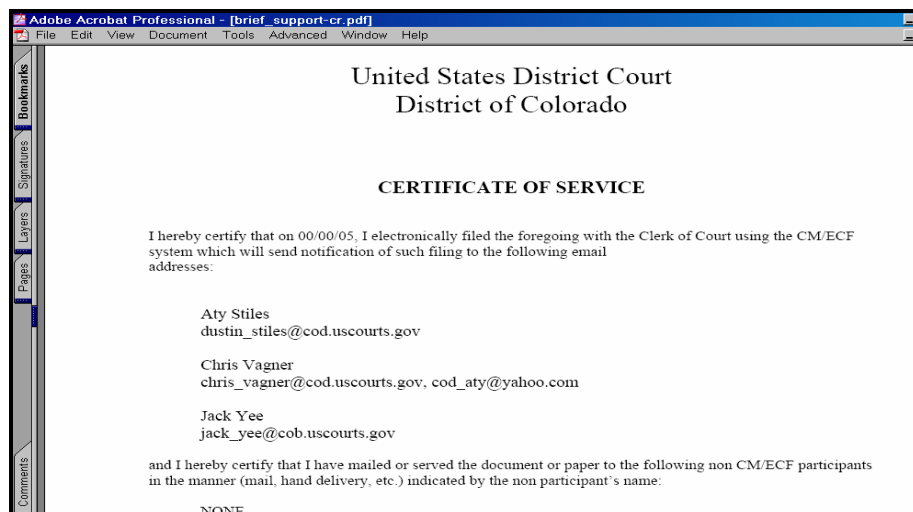 Adobe Acrobat Professional - [brief_support-cr.pdf]
File Edit View Document Tools Advanced Window Help
Bookmarks
Signatures
Layers
Pages
Comments
United States District Court
District of Colorado
CERTIFICATE OF SERVICE
I hereby certify that on 00/00/05, I electronically filed the foregoing with the Clerk of Court using the CM/ECF
system which will send notification of such filing to the following email
addresses:
Aty Stiles
dustin_stiles@cod.uscourts.gov
Chris Vagner
chris_vagner@cod.uscourts.gov, cod_aty@yahoo.com
Jack Yee
jack_yee@cob.uscourts.gov
and I hereby certify that I have mailed or served the document or paper to the following non CM/ECF participants
in the manner (mail, hand delivery, etc.) indicated by the non participant's name:
NONE